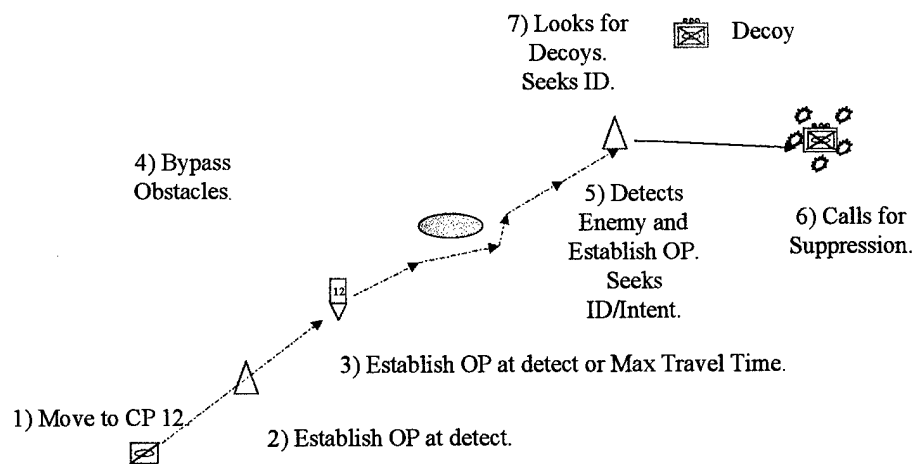 7) Looks for
Decoys.
Seeks ID.
Decoy
4) Bypass
Obstacles.
5) Detects
Enemy and
Establish OP.
Seeks
ID/Intent.
6) Calls for
Suppression.
12
3) Establish OP at detect or Max Travel Time.
1) Move to CP 12.
2) Establish OP at detect.